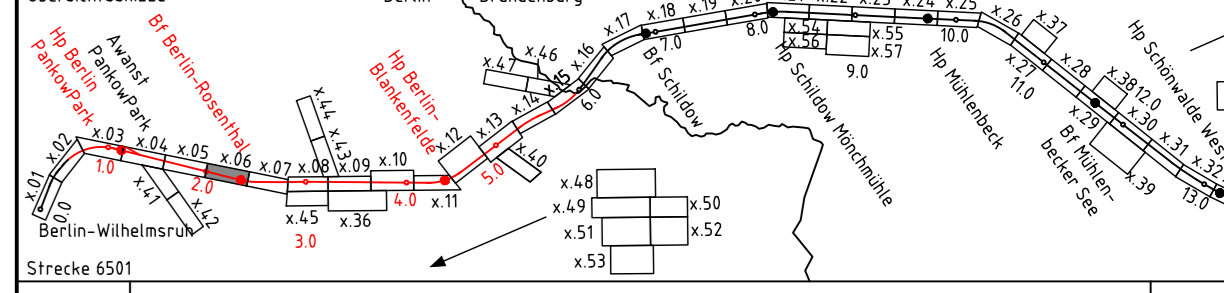 Berlin
Brandenburg
Hp Berlin
PankowPark
Awanst
PankowPark
Bf Berlin-Rosenthal
Hp Berlin-
Blankenfelde
Bf Schildow
Hp Schildow Mönchmühle
Hp Mühlenbeck
Bf Mühlen-
becker See
Hp Schönwalde West
x.01
x.02
x.03
x.04
x.05
x.06
x.07
x.08
x.09
x.10
x.11
x.12
x.13
x.14
x.15
x.16
x.17
x.18
x.19
x.22
x.23
x.24
x.25
x.26
x.27
x.28
x.29
x.30
x.31
x.32
x.36
x.37
x.38
x.39
x.40
x.41
x.42
x.43
x.44
x.45
x.46
x.47
x.48
x.49
x.50
x.51
x.52
x.53
x.54
x.55
x.56
x.57
0.0
1.0
2.0
3.0
4.0
5.0
6.0
7.0
8.0
9.0
10.0
11.0
12.0
13.0
Berlin-Wilhelmsruh
Strecke 6501